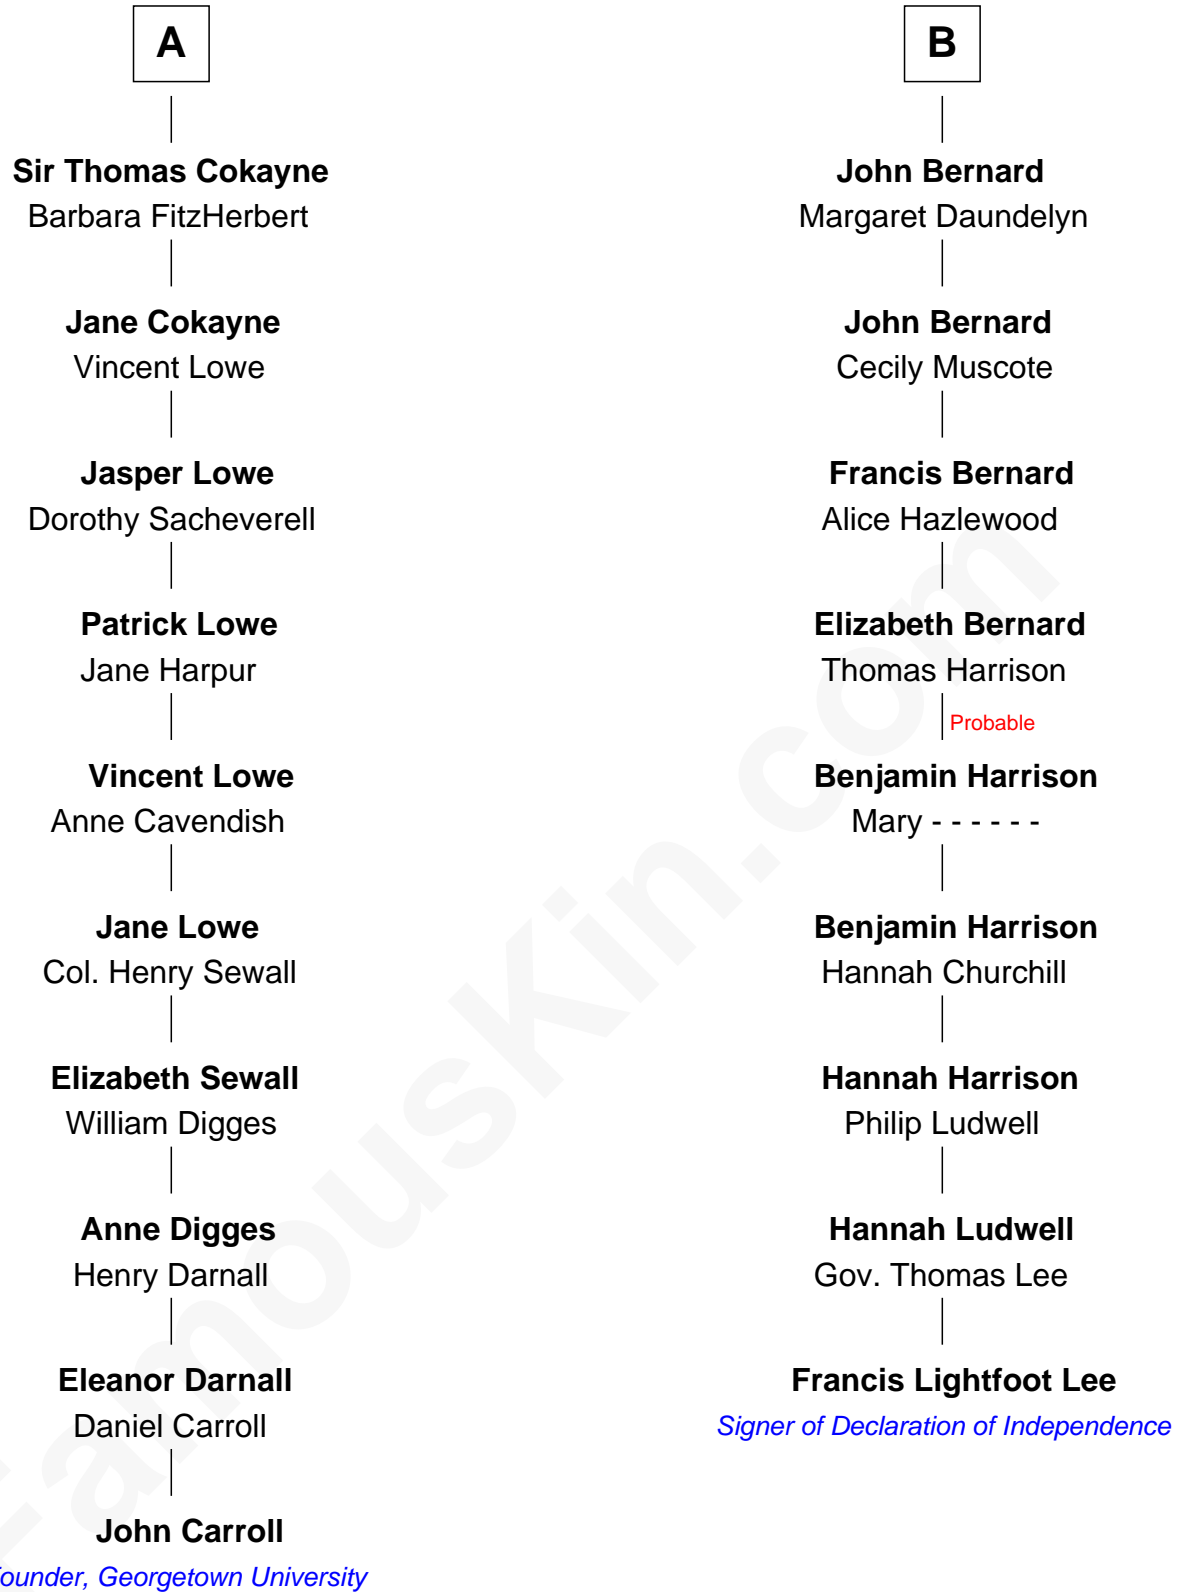 A
Sir Thomas Cokayne
Barbara FitzHerbert
Jane Cokayne
Vincent Lowe
Jasper Lowe
Dorothy Sacheverell
Patrick Lowe
Jane Harpur
Vincent Lowe
Anne Cavendish
Jane Lowe
Col. Henry Sewall
Elizabeth Sewall
William Digges
Anne Digges
Henry Darnall
Eleanor Darnall
Daniel Carroll
John Carroll
ounder, Georgetown University
B
John Bernard
Margaret Daundelyn
John Bernard
Cecily Muscote
Francis Bernard
Alice Hazlewood
Elizabeth Bernard
Thomas Harrison
Probable
Benjamin Harrison
Mary - - - - - -
Benjamin Harrison
Hannah Churchill
Hannah Harrison
Philip Ludwell
Hannah Ludwell
Gov. Thomas Lee
Francis Lightfoot Lee
Signer of Declaration of Independence
FamousKin.com